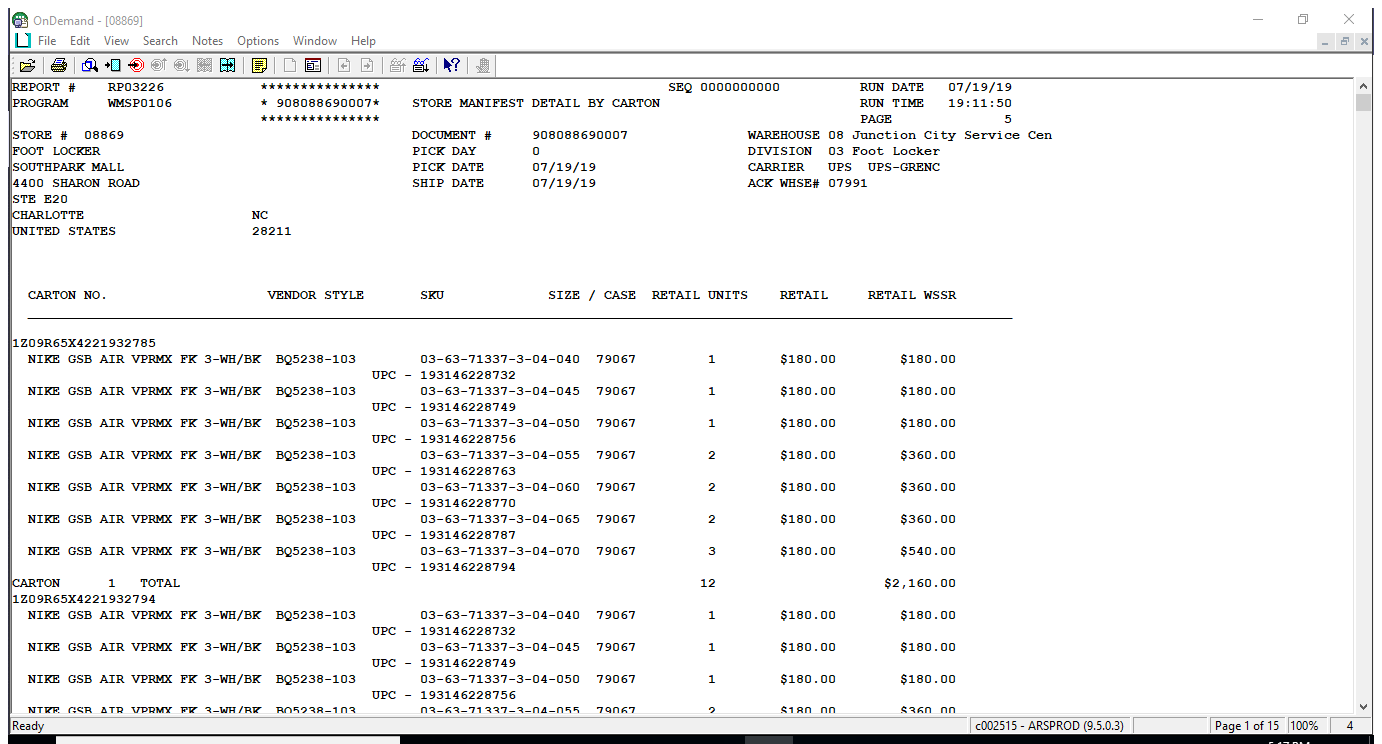 OnDemand - [08869]
File Edit View Search Notes Options Window Help
REPORT # RP03226 *************** SEQ 0000000000 RUN DATE 07/19/19
PROGRAM WMSP0106 * 908088690007* STORE MANIFEST DETAIL BY CARTON RUN TIME 19:11:50
*************** PAGE 5
STORE # 08869 DOCUMENT # 908088690007 WAREHOUSE 08 Junction City Service Cen
FOOT LOCKER PICK DAY 0 DIVISION 03 Foot Locker
SOUTHPARK MALL PICK DATE 07/19/19 CARRIER UPS UPS-GRENC
4400 SHARON ROAD SHIP DATE 07/19/19 ACK WHSE# 07991
STE E20
CHARLOTTE NC
UNITED STATES 28211
CARTON NO. VENDOR STYLE SKU SIZE / CASE RETAIL UNITS RETAIL RETAIL WSSR
1Z09R65X4221932785
NIKE GSB AIR VPRMX FK 3-WH/BK BQ5238-103 03-63-71337-3-04-040 79067 1 $180.00 $180.00
UPC - 193146228732
NIKE GSB AIR VPRMX FK 3-WH/BK BQ5238-103 03-63-71337-3-04-045 79067 1 $180.00 $180.00
UPC - 193146228749
NIKE GSB AIR VPRMX FK 3-WH/BK BQ5238-103 03-63-71337-3-04-050 79067 1 $180.00 $180.00
UPC - 193146228756
NIKE GSB AIR VPRMX FK 3-WH/BK BQ5238-103 03-63-71337-3-04-055 79067 2 $180.00 $360.00
UPC - 193146228763
NIKE GSB AIR VPRMX FK 3-WH/BK BQ5238-103 03-63-71337-3-04-060 79067 2 $180.00 $360.00
UPC - 193146228770
NIKE GSB AIR VPRMX FK 3-WH/BK BQ5238-103 03-63-71337-3-04-065 79067 2 $180.00 $360.00
UPC - 193146228787
NIKE GSB AIR VPRMX FK 3-WH/BK BQ5238-103 03-63-71337-3-04-070 79067 3 $180.00 $540.00
UPC - 193146228794
CARTON 1 TOTAL 12 $2,160.00
1Z09R65X4221932794
NIKE GSB AIR VPRMX FK 3-WH/BK BQ5238-103 03-63-71337-3-04-040 79067 1 $180.00 $180.00
UPC - 193146228732
NIKE GSB AIR VPRMX FK 3-WH/BK BQ5238-103 03-63-71337-3-04-045 79067 1 $180.00 $180.00
UPC - 193146228749
NIKE GSB AIR VPRMX FK 3-WH/BK BQ5238-103 03-63-71337-3-04-050 79067 1 $180.00 $180.00
UPC - 193146228756
NIKE GSB AIR VPRMX FK 3-WH/BK BQ5238-103 03-63-71337-3-04-055 79067 2 $180.00 $360.00
Ready c002515 - ARSPROD (9.5.0.3) Page 1 of 15 100% 4